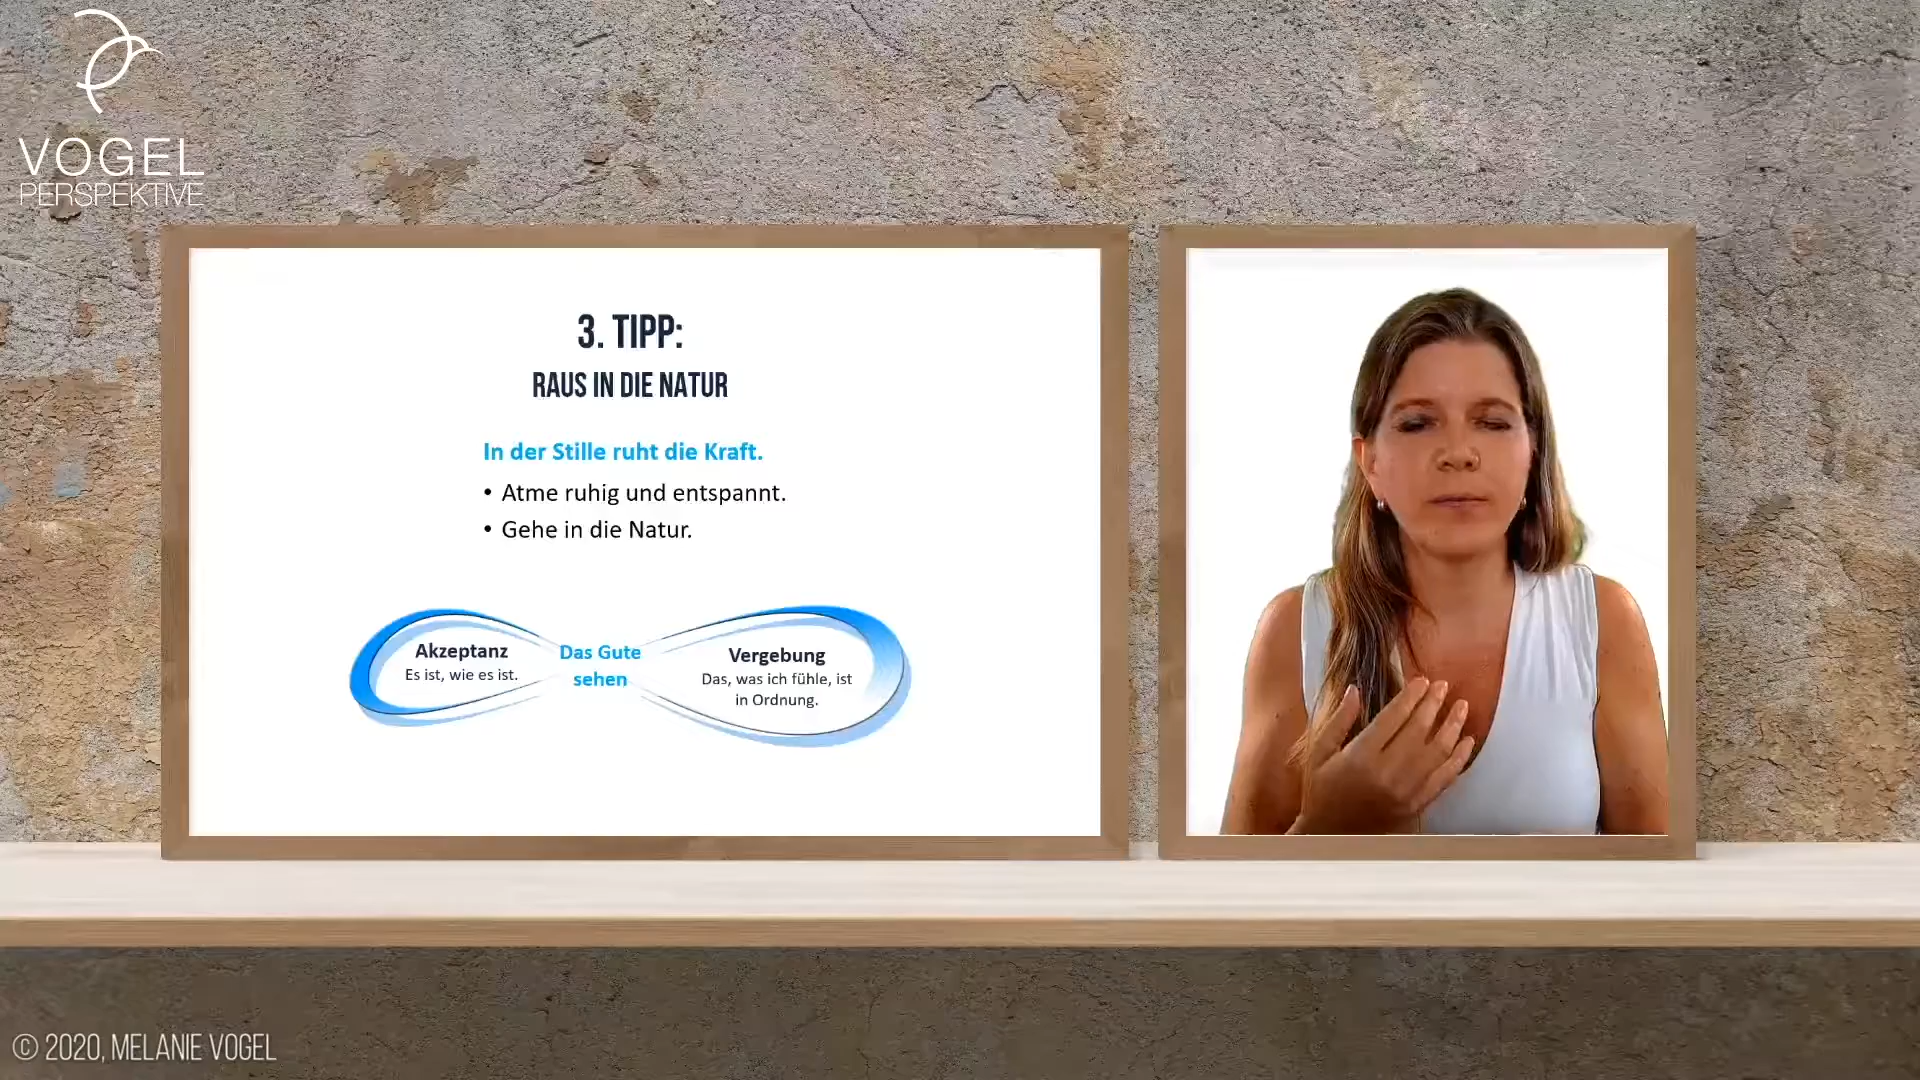 VOGEL
PERSPEKTIVE
3. TIPP:
RAUS IN DIE NATUR
In der Stille ruht die Kraft.
• Atme ruhig und entspannt.
• Gehe in die Natur.
Akzeptanz
Es ist, wie es ist.
Das Gute
sehen
Vergebung
Das, was ich fühle, ist
in Ordnung.
© 2020, MELANIE VOGEL